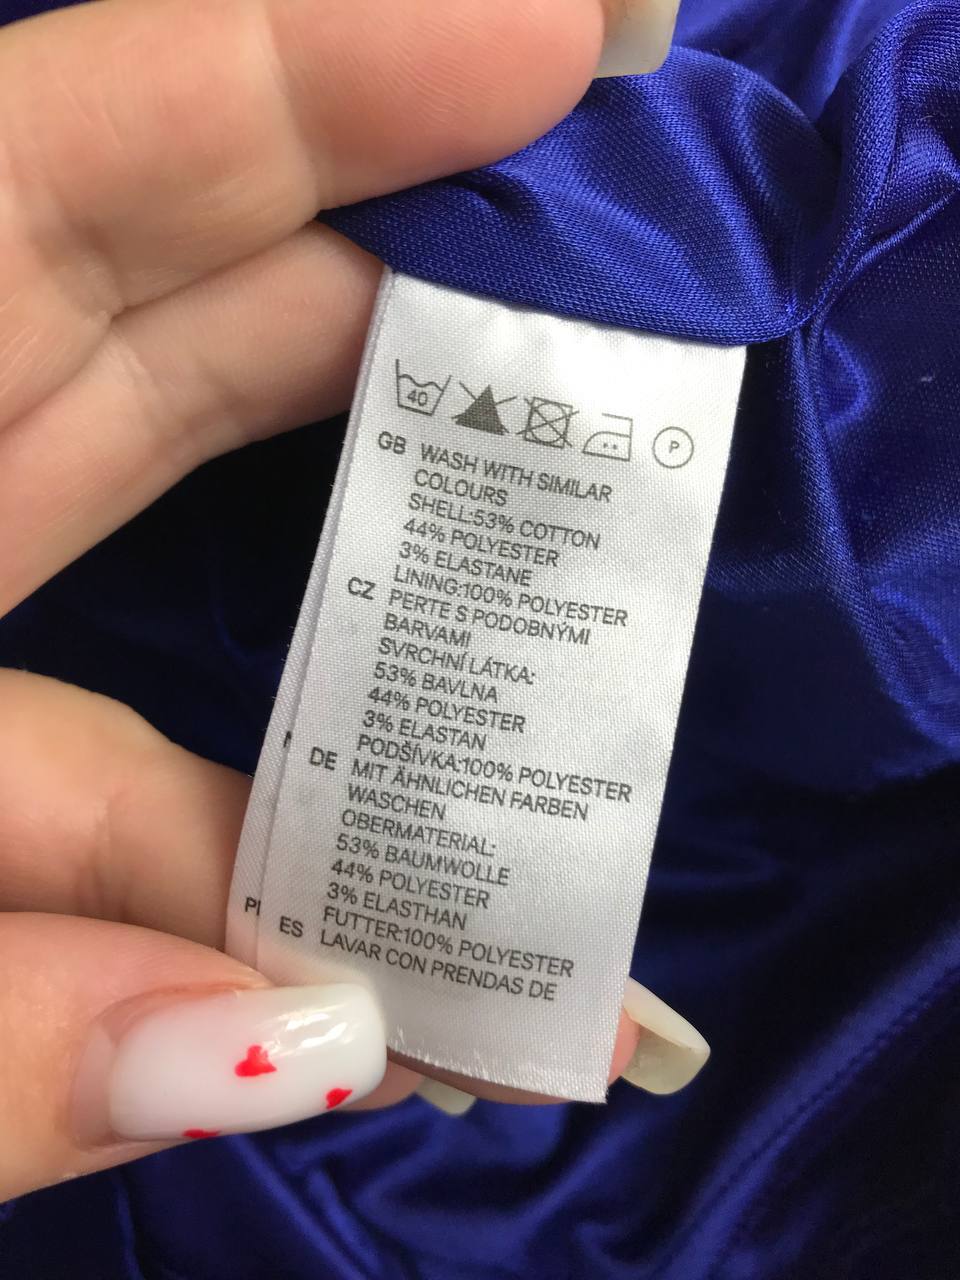 40
P
GB WASH WITH SIMILAR
COLOURS
SHELL:53% COTTON
44% POLYESTER
3% ELASTANE
LINING:100% POLYESTER
CZ PERTE S PODOBNÝMI
BARVAMI
SVRCHNÍ LÁTKA:
53% BAVLNA
44% POLYESTER
3% ELASTAN
PODŠÍVKA:100% POLYESTER
DE MIT ÄHNLICHEN FARBEN
WASCHEN
OBERMATERIAL:
53% BAUMWOLLE
44% POLYESTER
3% ELASTHAN
FUTTER:100% POLYESTER
ES LAVAR CON PRENDAS DE